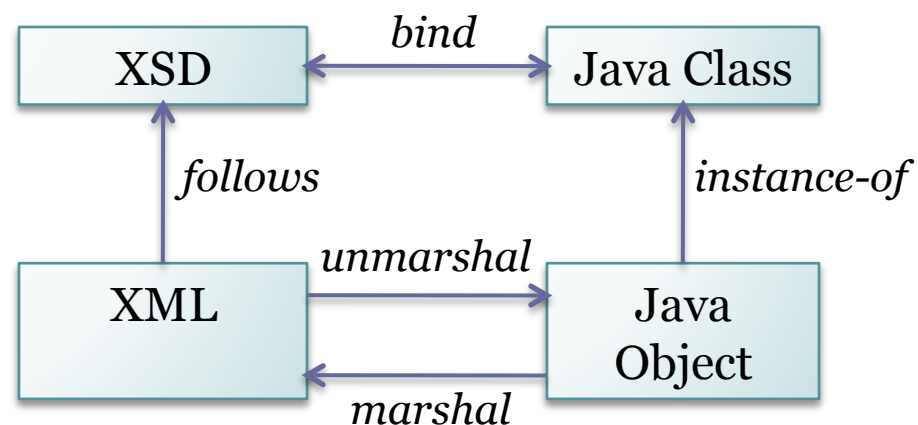 bind
XSD
Java Class
follows
instance-of
unmarshal
XML
Java
Object
marshal